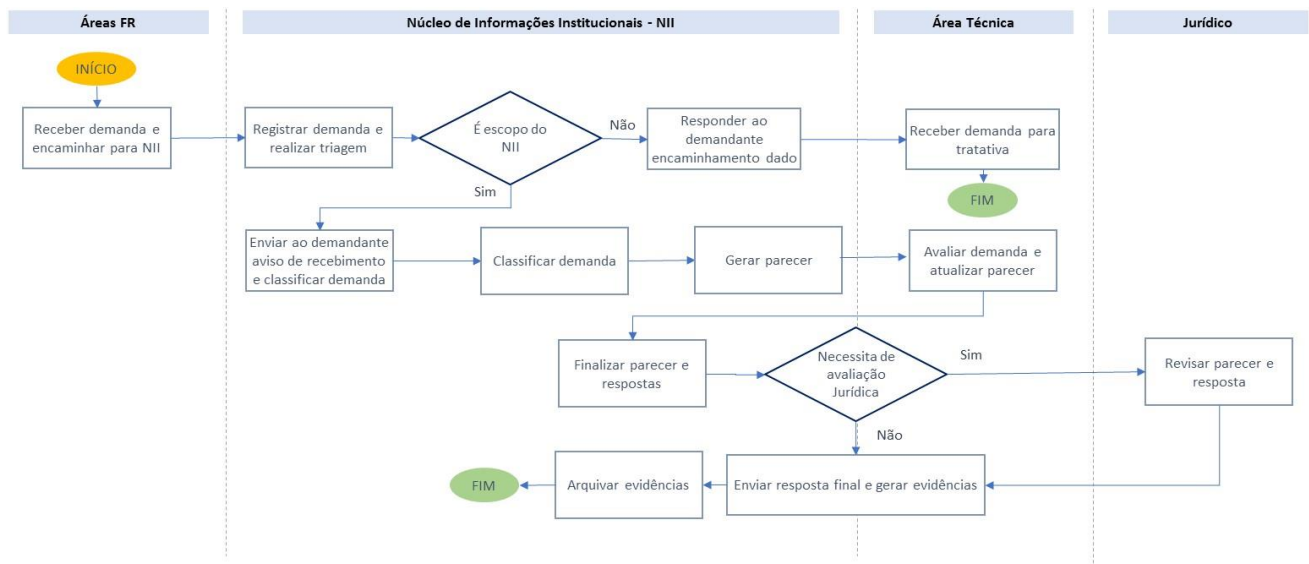 Áreas FR
Núcleo de Informações Institucionais - NII
Área Técnica
Jurídico
INÍCIO
Receber demanda e
encaminhar para NII
Registrar demanda e
realizar triagem
É escopo do
NII
Não
Responder ao
demandante
encaminhamento dado
Receber demanda para
tratativa
FIM
Sim
Enviar ao demandante
aviso de recebimento
e classificar demanda
Classificar demanda
Gerar parecer
Avaliar demanda e
atualizar parecer
Finalizar parecer e
respostas
Necessita de
avaliação
Jurídica
Sim
Revisar parecer e
resposta
Não
FIM
Arquivar evidências
Enviar resposta final e gerar evidências